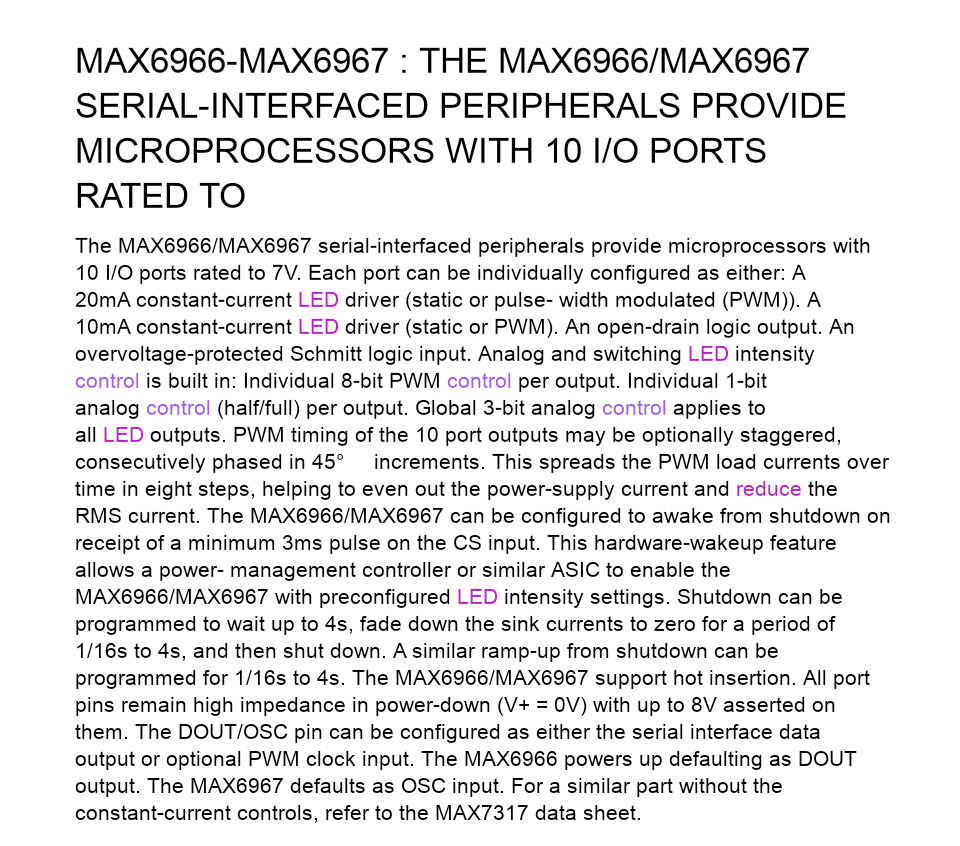 MAX6966-MAX6967 : THE MAX6966/MAX6967
SERIAL-INTERFACED PERIPHERALS PROVIDE
MICROPROCESSORS WITH 10 I/O PORTS
RATED TO
The MAX6966/MAX6967 serial-interfaced peripherals provide microprocessors with
10 I/O ports rated to 7V. Each port can be individually configured as either: A
20mA constant-current LED driver (static or pulse- width modulated (PWM)). A
10mA constant-current LED driver (static or PWM). An open-drain logic output. An
overvoltage-protected Schmitt logic input. Analog and switching LED intensity
control is built in: Individual 8-bit PWM control per output. Individual 1-bit
analog control (half/full) per output. Global 3-bit analog control applies to
all LED outputs. PWM timing of the 10 port outputs may be optionally staggered,
consecutively phased in 45° increments. This spreads the PWM load currents over
time in eight steps, helping to even out the power-supply current and reduce the
RMS current. The MAX6966/MAX6967 can be configured to awake from shutdown on
receipt of a minimum 3ms pulse on the CS input. This hardware-wakeup feature
allows a power- management controller or similar ASIC to enable the
MAX6966/MAX6967 with preconfigured LED intensity settings. Shutdown can be
programmed to wait up to 4s, fade down the sink currents to zero for a period of
1/16s to 4s, and then shut down. A similar ramp-up from shutdown can be
programmed for 1/16s to 4s. The MAX6966/MAX6967 support hot insertion. All port
pins remain high impedance in power-down (V+ = 0V) with up to 8V asserted on
them. The DOUT/OSC pin can be configured as either the serial interface data
output or optional PWM clock input. The MAX6966 powers up defaulting as DOUT
output. The MAX6967 defaults as OSC input. For a similar part without the
constant-current controls, refer to the MAX7317 data sheet.